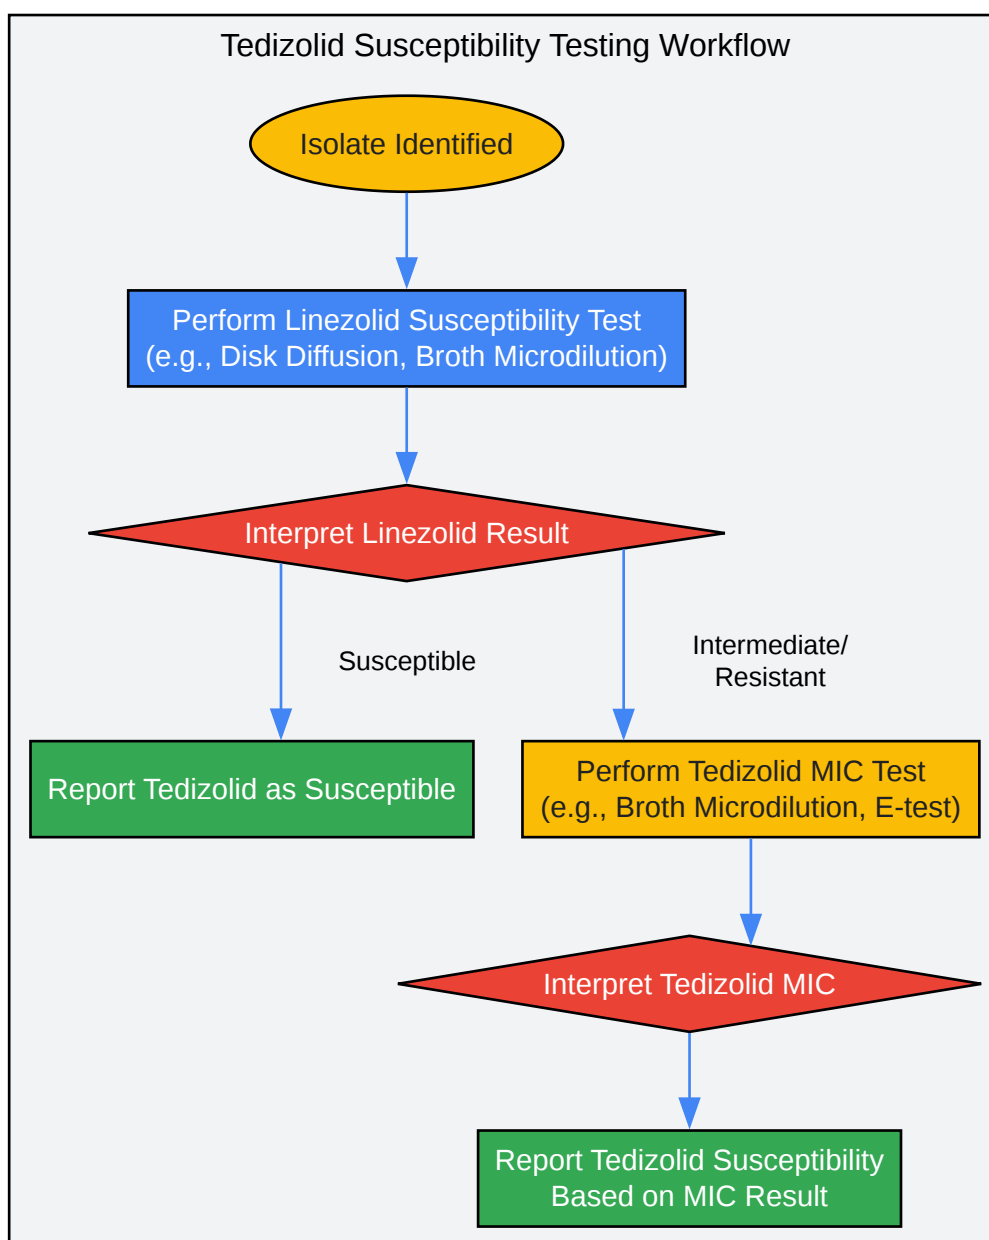 Tedizolid Susceptibility Testing Workflow
Isolate Identified
Perform Linezolid Susceptibility Test
(e.g., Disk Diffusion, Broth Microdilution)
Interpret Linezolid Result
Susceptible
Intermediate/
Resistant
Report Tedizolid as Susceptible
Perform Tedizolid MIC Test
(e.g., Broth Microdilution, E-test)
Interpret Tedizolid MIC
Report Tedizolid Susceptibility
Based on MIC Result